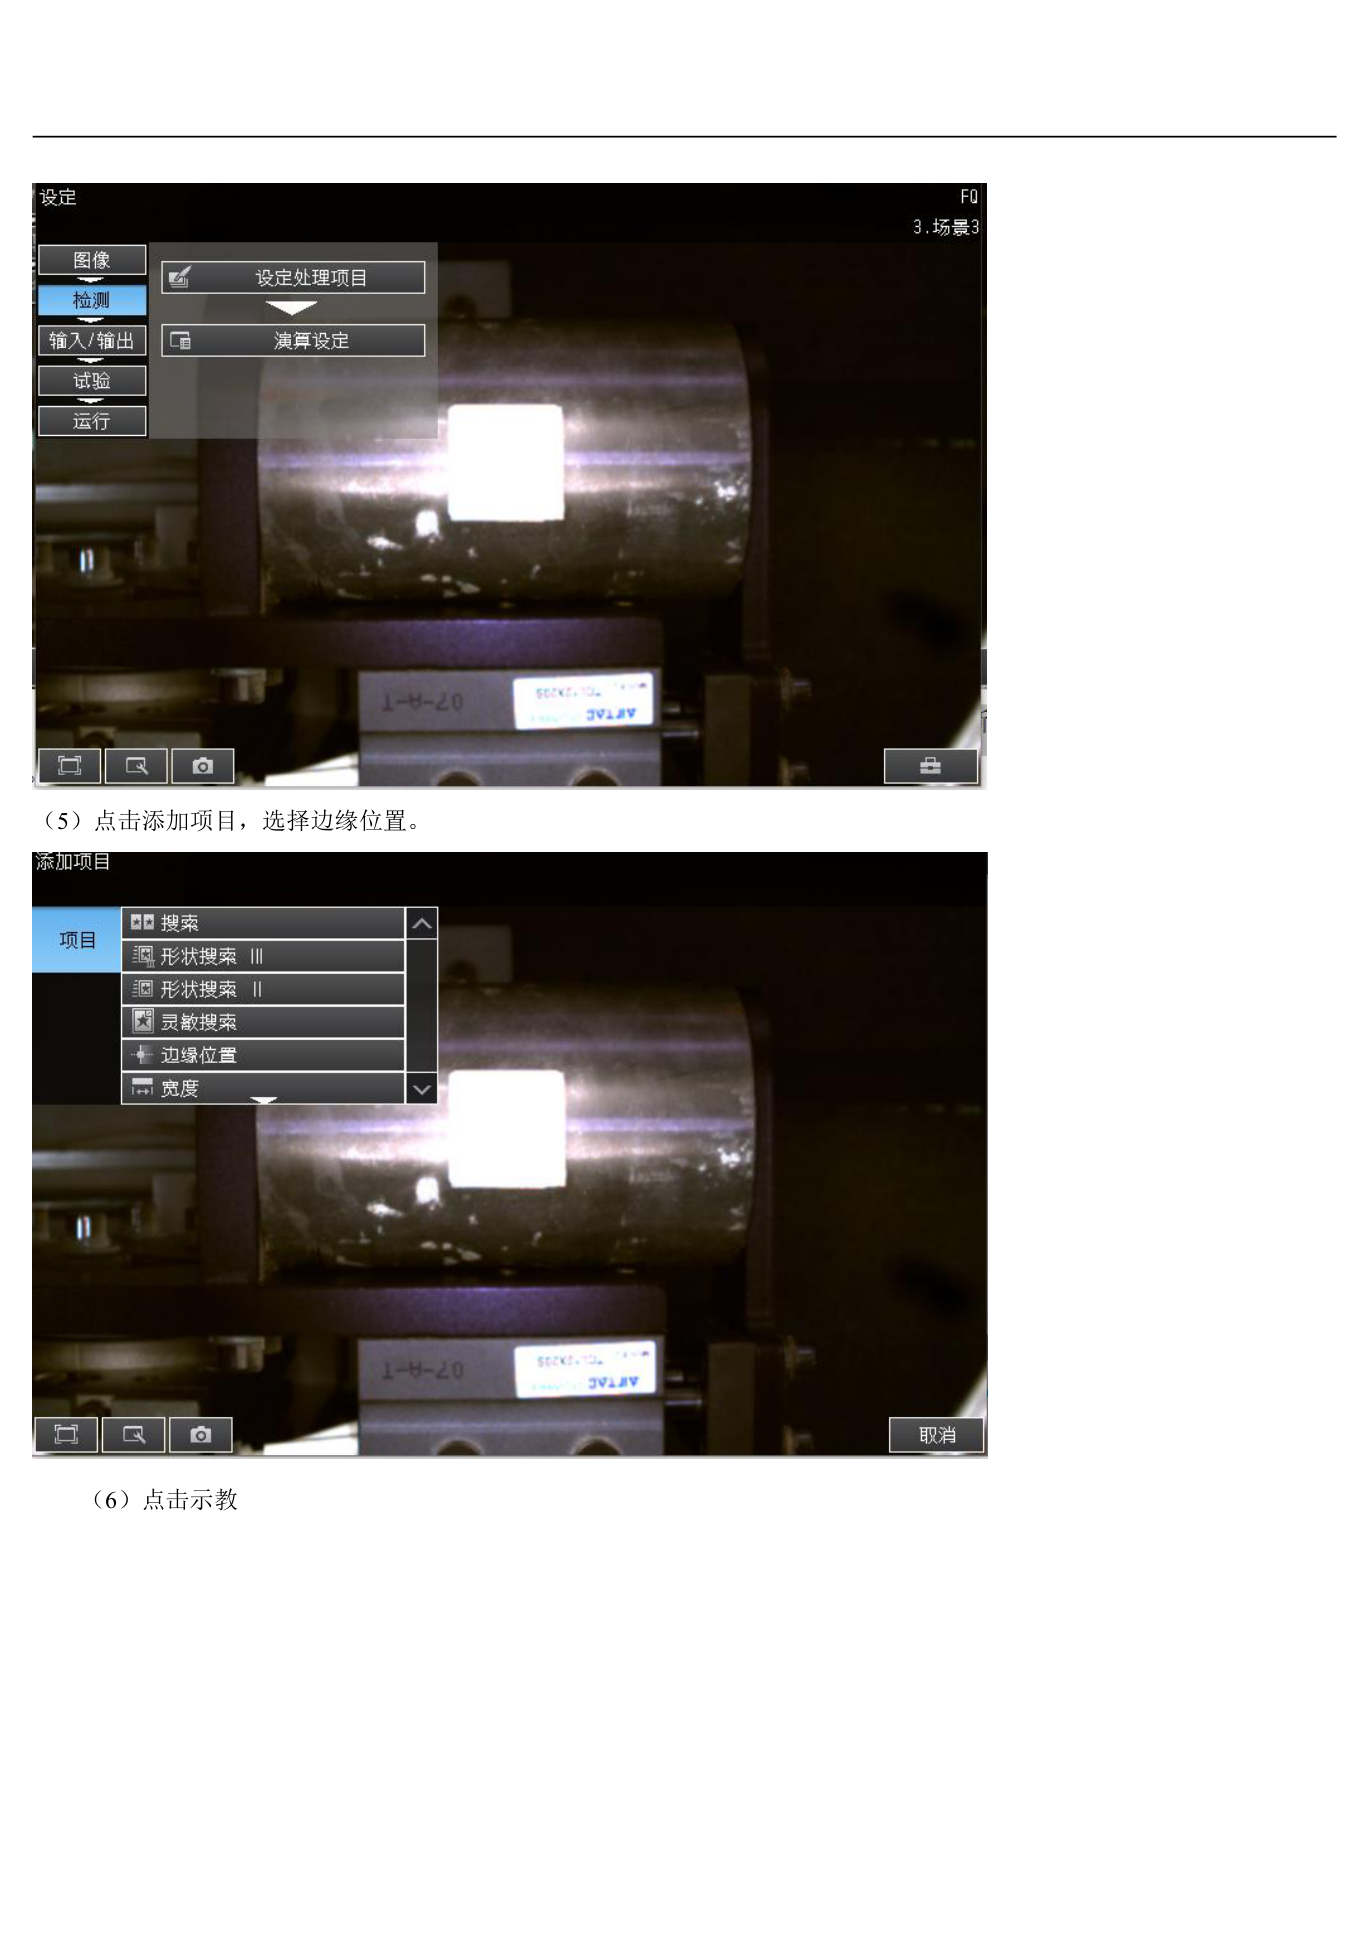 设定
FQ
3.场景3
图像
检测
输入/输出
试验
运行
设定处理项目
演算设定
T-A-20
AIRTAC
（5）点击添加项目，选择边缘位置。
添加项目
项目
搜索
形状搜索 III
形状搜索 II
灵敏搜索
边缘位置
宽度
AIRTAC
取消
（6）点击示教